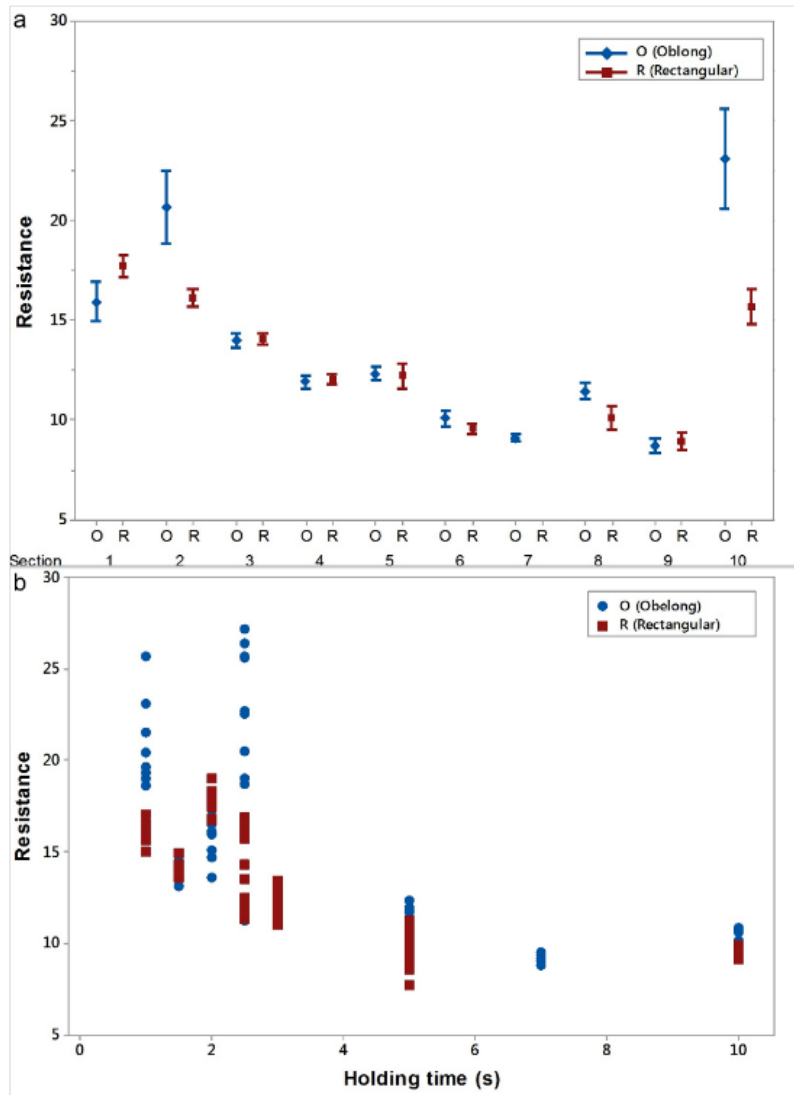 a
30
25
20
15
10
5
Resistance
O (Oblong)
R (Rectangular)
O R O R O R O R O R O R O R O R O R O R
Section 1 2 3 4 5 6 7 8 9 10
b
30
25
20
15
10
5
Resistance
O (Obelong)
R (Rectangular)
0 2 4 6 8 10
Holding time (s)